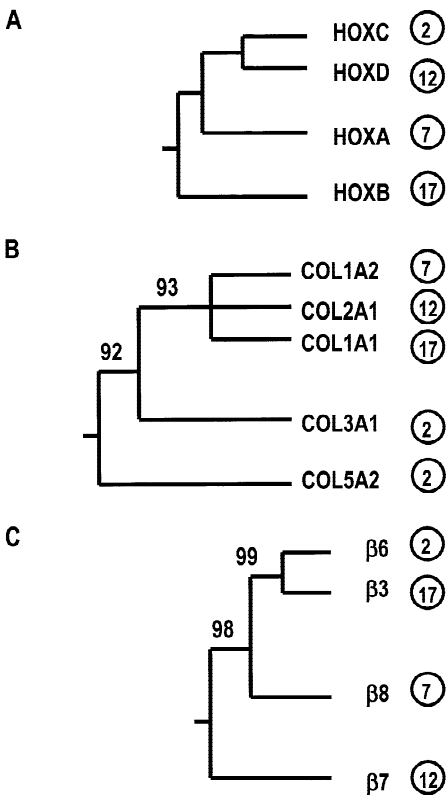 A
HOXC 2
HOXD 12
HOXA 7
HOXB 17
B
93
COL1A2 7
COL2A1 12
COL1A1 17
92
COL3A1 2
COL5A2 2
C
99
β6 2
β3 17
98
β8 7
β7 12